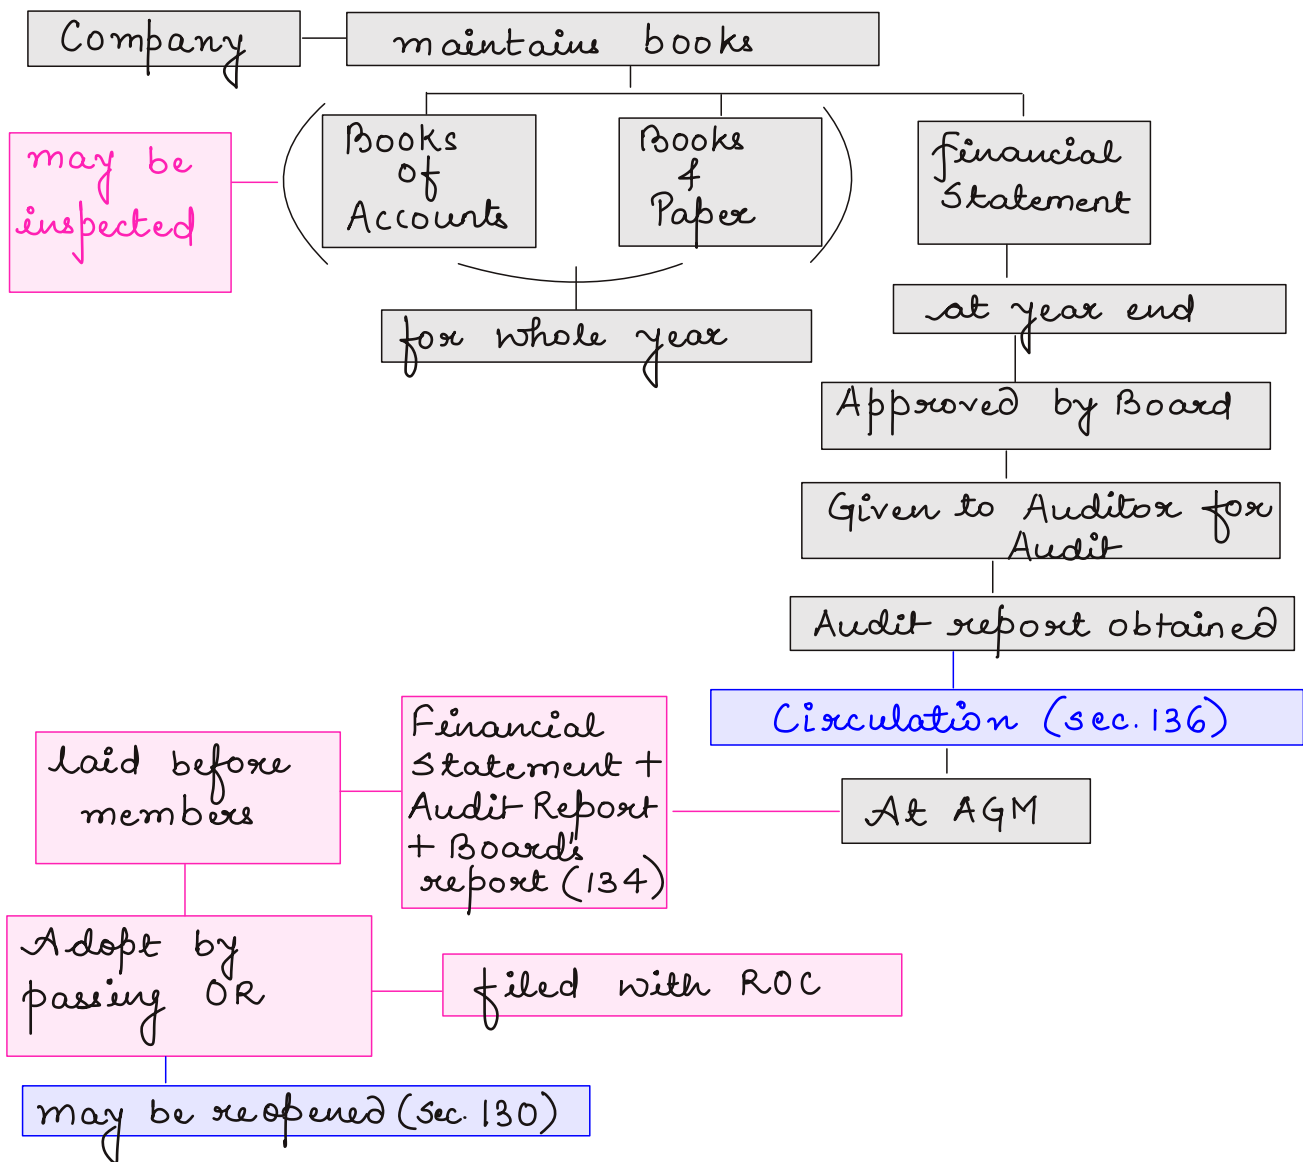 Company
maintains books
may be
inspected
Books
of
Accounts
Books
&
Paper
Financial
Statement
for whole year
at year end
Approved by Board
Given to Auditor for
Audit
Audit report obtained
Circulation (sec. 136)
At AGM
Financial
Statement +
Audit Report
+ Board's
report (134)
laid before
members
Adopt by
passing OR
filed with ROC
may be reopened (sec. 130)